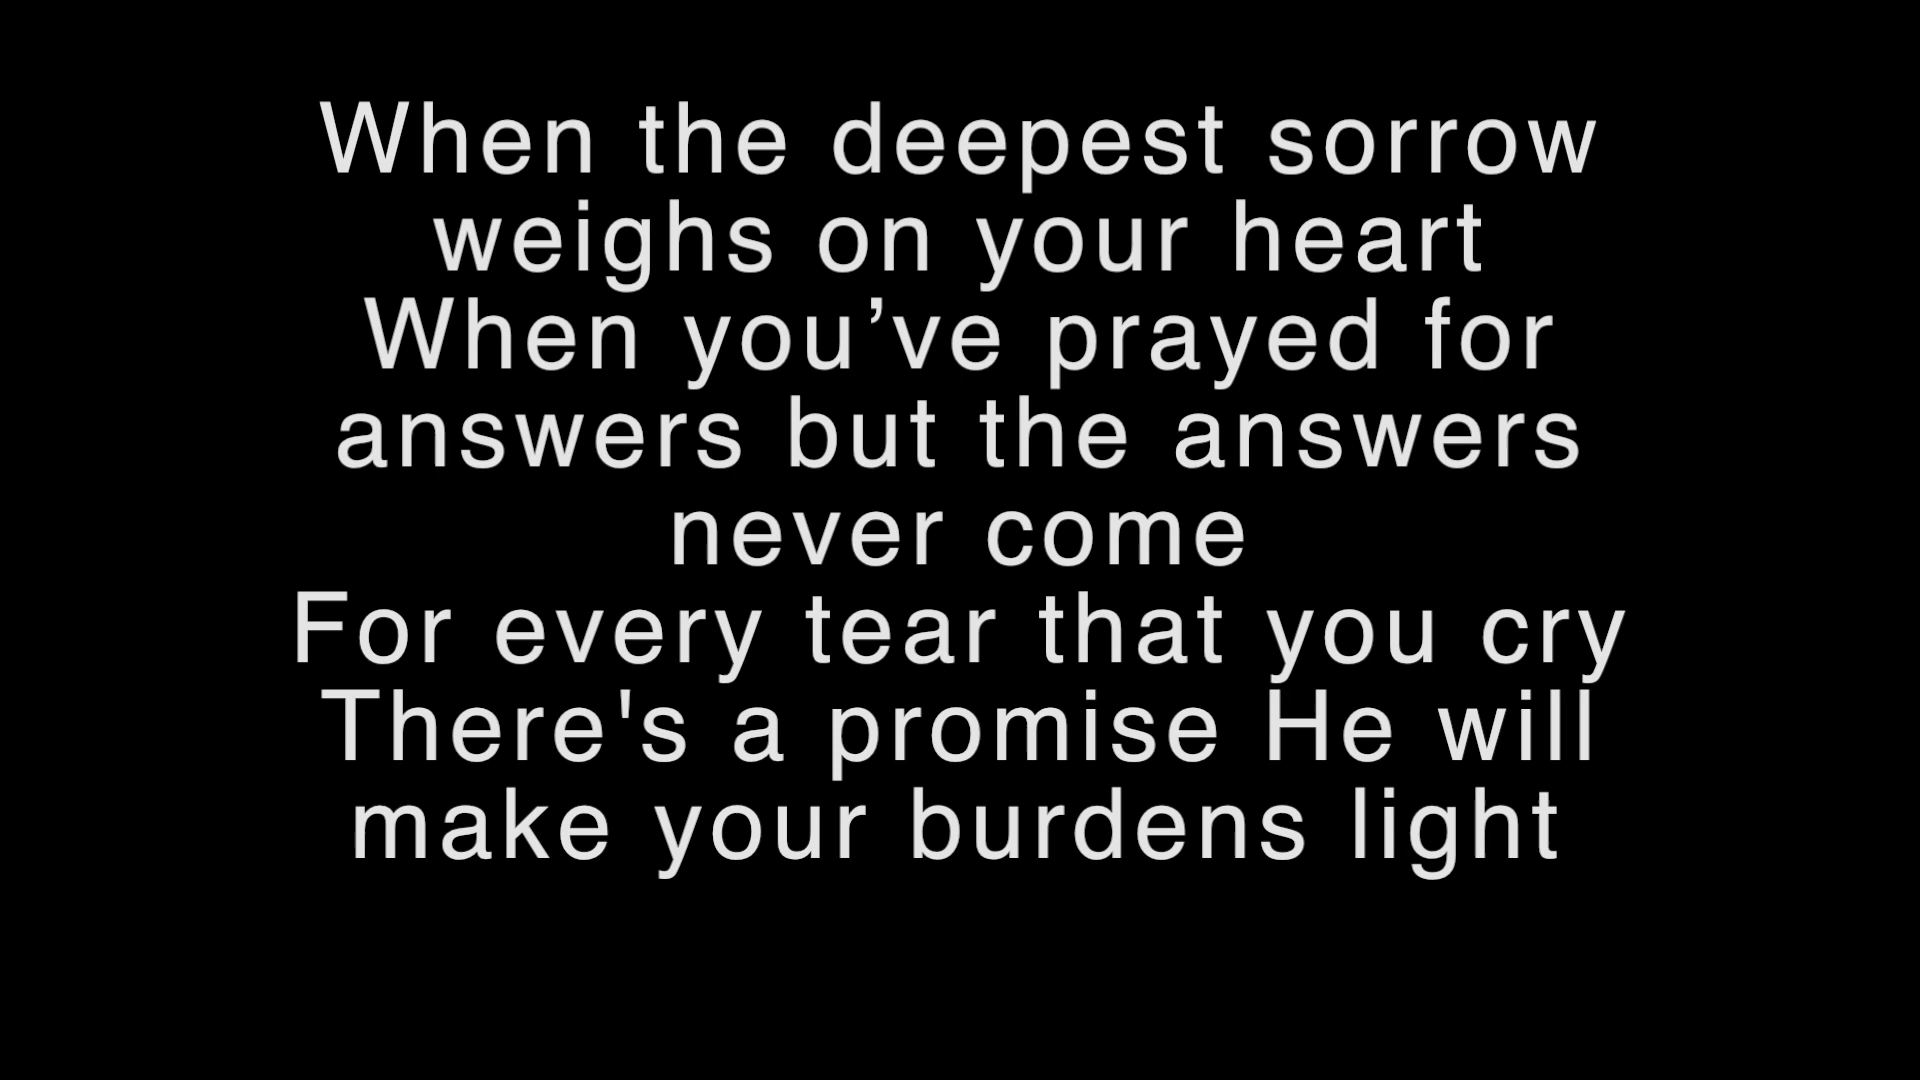 When the deepest sorrow
weighs on your heart
When you’ve prayed for
answers but the answers
never come
For every tear that you cry
There's a promise He will
make your burdens light